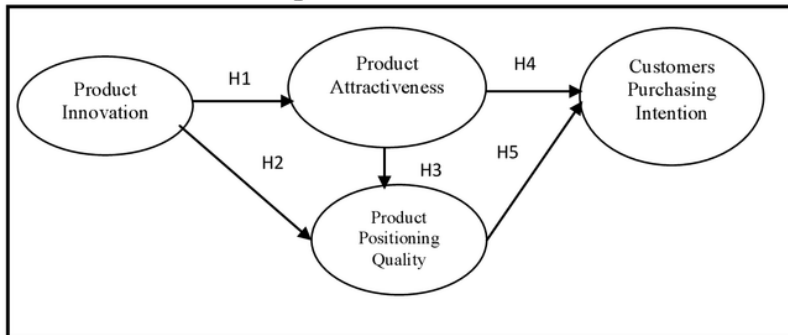 Product
Innovation
H1
Product
Attractiveness
H4
Customers
Purchasing
Intention
H2
H3
H5
Product
Positioning
Quality